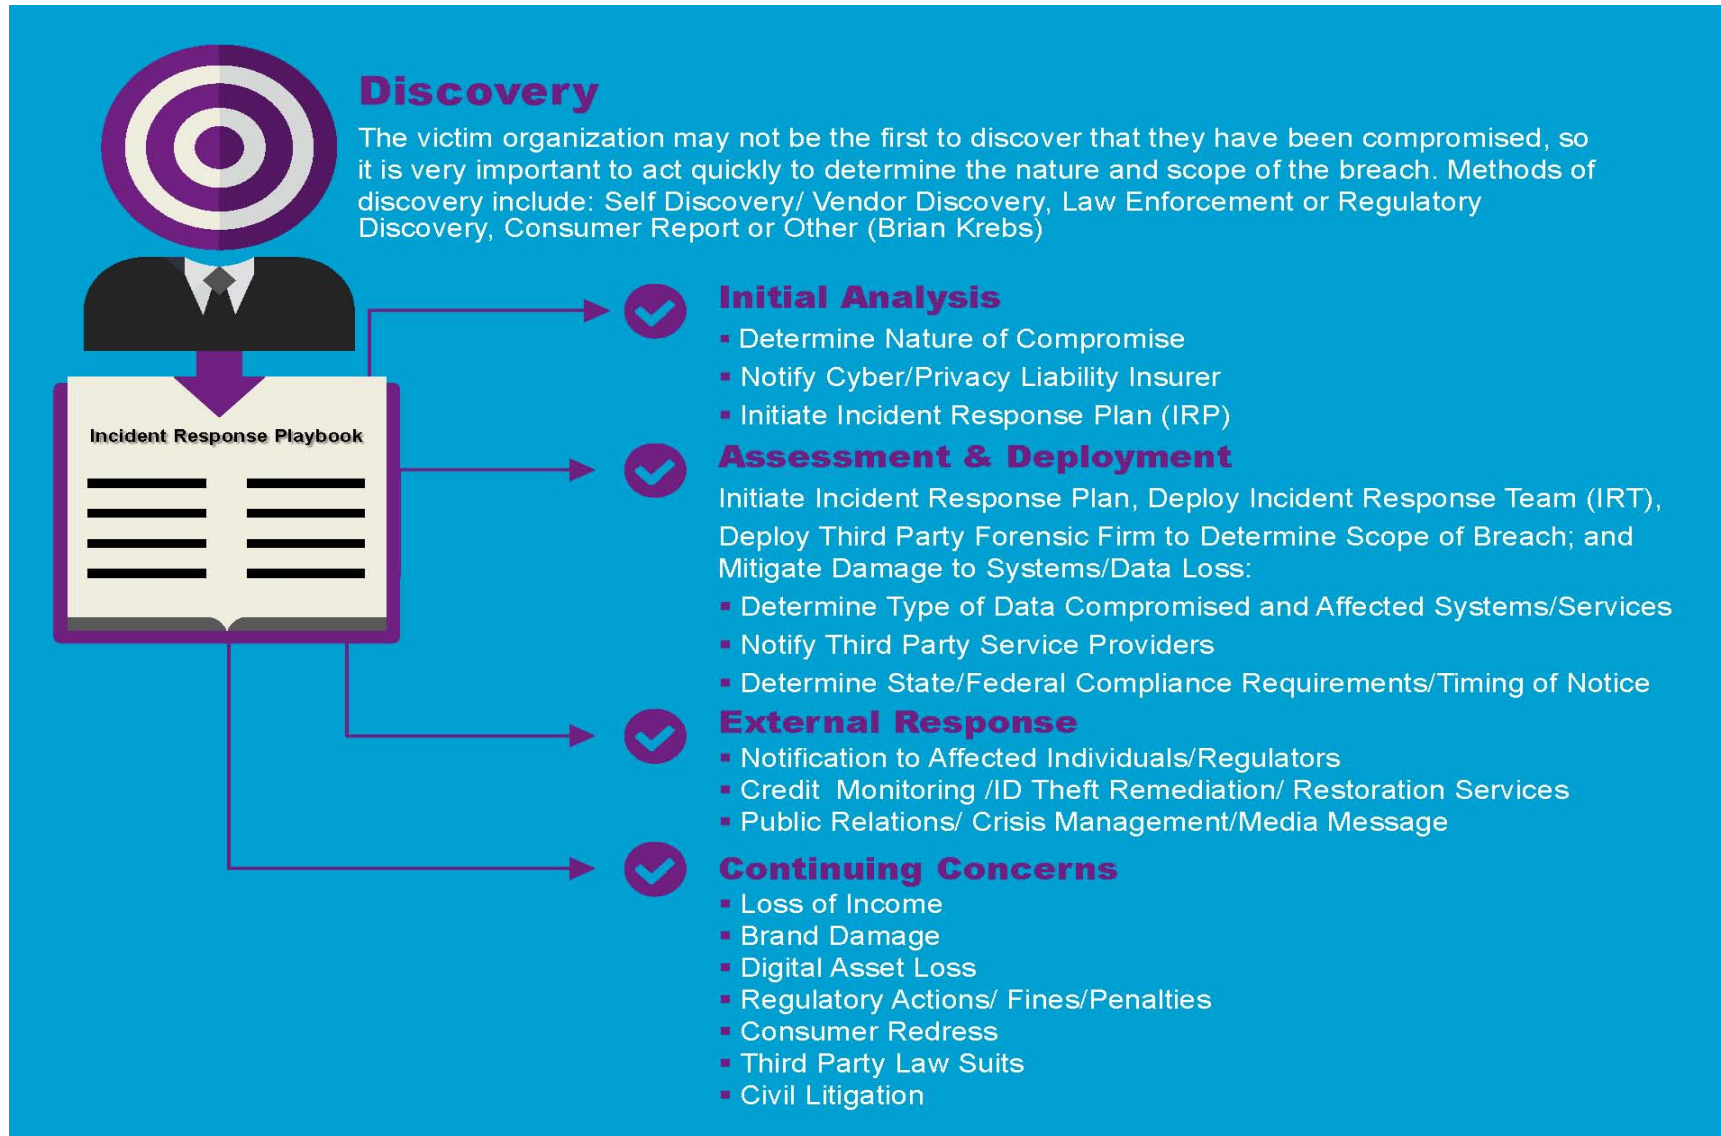 Discovery
The victim organization may not be the first to discover that they have been compromised, so
it is very important to act quickly to determine the nature and scope of the breach. Methods of
discovery include: Self Discovery/ Vendor Discovery, Law Enforcement or Regulatory
Discovery, Consumer Report or Other (Brian Krebs)
Incident Response Playbook
Initial Analysis
▪ Determine Nature of Compromise
▪ Notify Cyber/Privacy Liability Insurer
▪ Initiate Incident Response Plan (IRP)
Assessment & Deployment
Initiate Incident Response Plan, Deploy Incident Response Team (IRT),
Deploy Third Party Forensic Firm to Determine Scope of Breach; and
Mitigate Damage to Systems/Data Loss:
▪ Determine Type of Data Compromised and Affected Systems/Services
▪ Notify Third Party Service Providers
▪ Determine State/Federal Compliance Requirements/Timing of Notice
External Response
▪ Notification to Affected Individuals/Regulators
▪ Credit Monitoring /ID Theft Remediation/ Restoration Services
▪ Public Relations/ Crisis Management/Media Message
Continuing Concerns
▪ Loss of Income
▪ Brand Damage
▪ Digital Asset Loss
▪ Regulatory Actions/ Fines/Penalties
▪ Consumer Redress
▪ Third Party Law Suits
▪ Civil Litigation